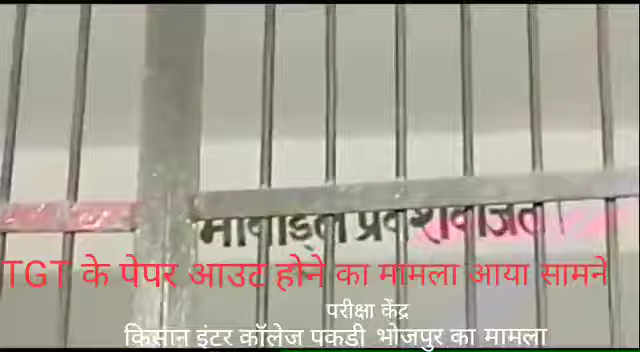 मोबाइल प्रवेश वर्जित
TGT के पेपर आउट होने का मामला आया सामने
परीक्षा केंद्र
किसान इंटर कॉलेज पकडी भोजपुर का मामला